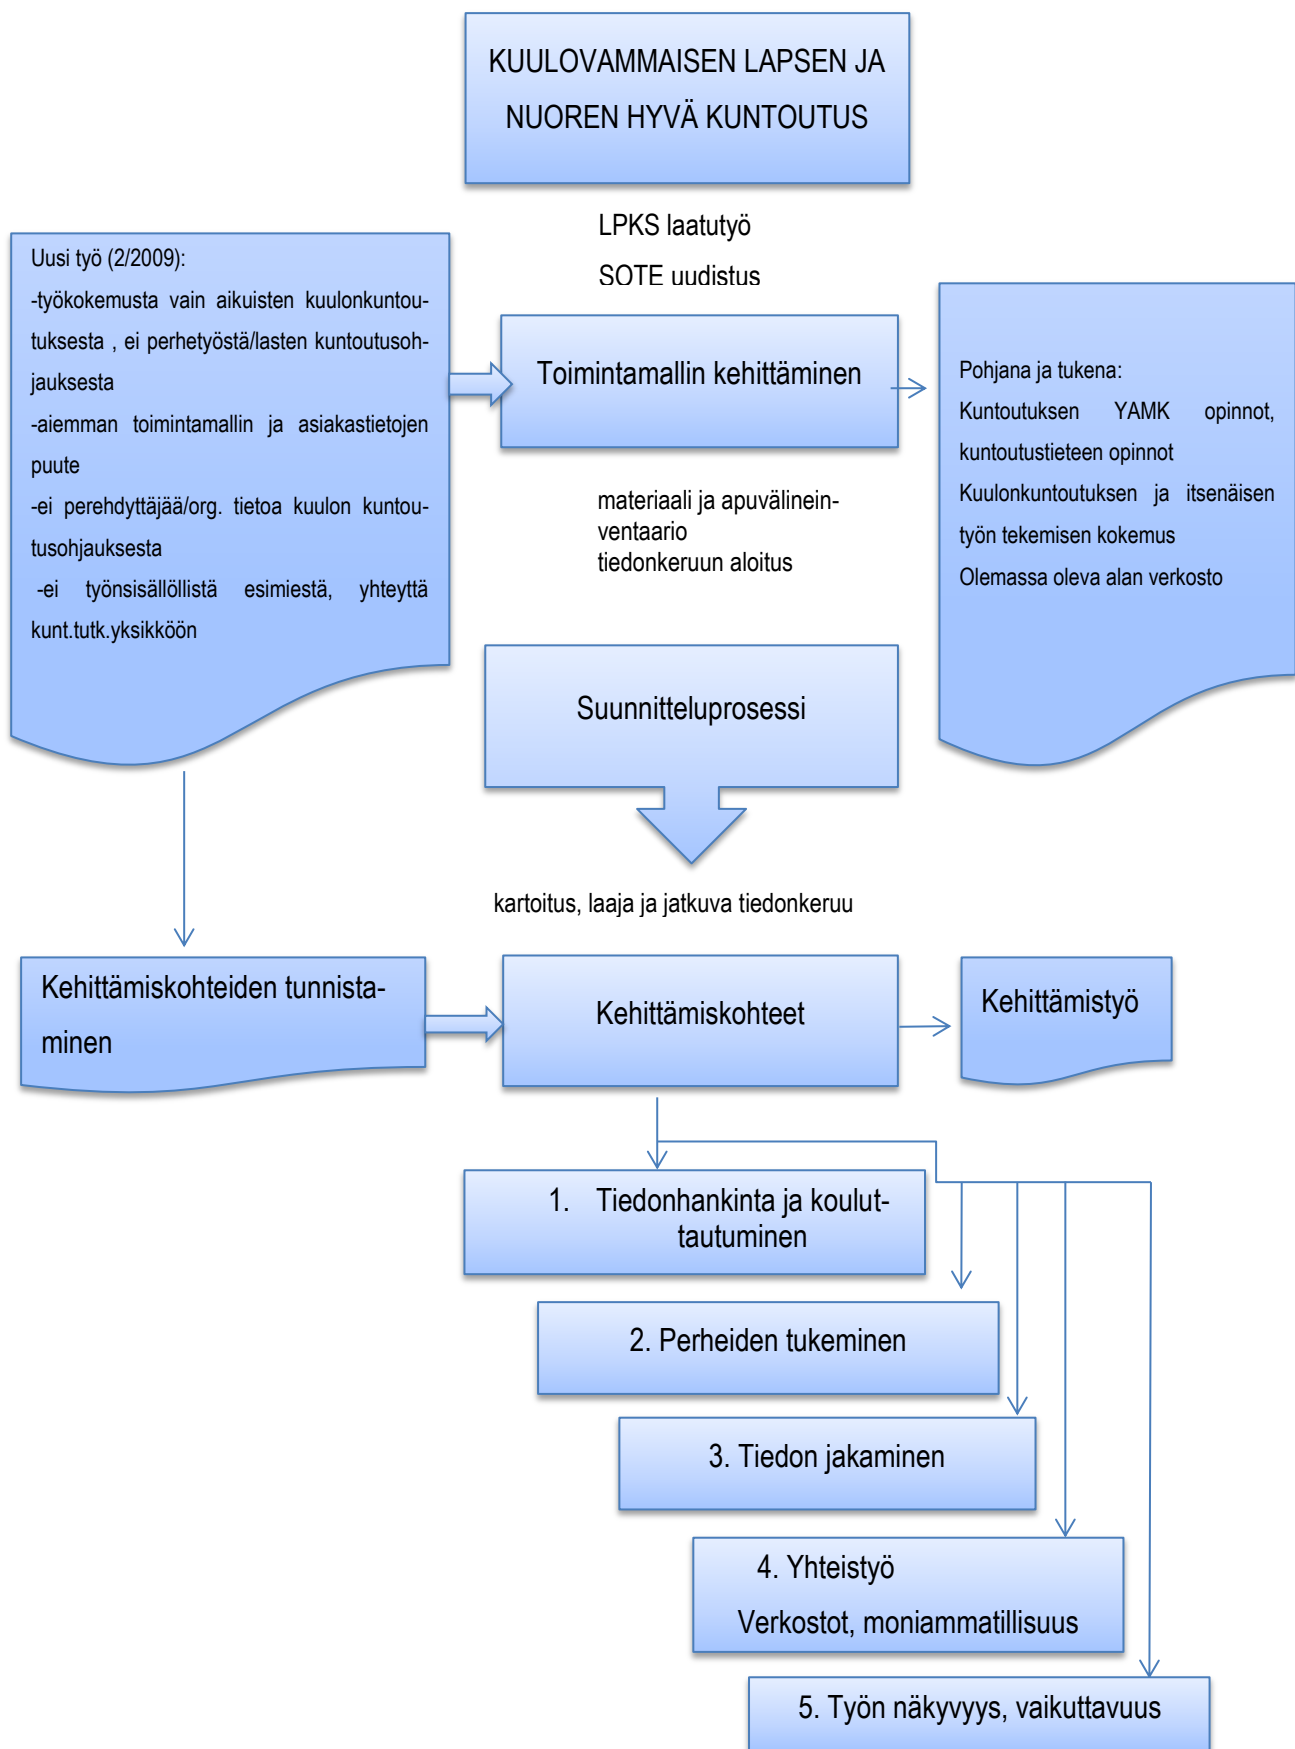 KUULOVAMMAISEN LAPSEN JA
NUOREN HYVÄ KUNTOUTUS
LPKS laatutyö
SOTE uudistus
Uusi työ (2/2009):
-työkokemusta vain aikuisten kuulonkuntou-
tuksesta , ei perhetyöstä/lasten kuntoutusoh-
jauksesta
-aiemman toimintamallin ja asiakastietojen
puute
-ei perehdyttäjää/org. tietoa kuulon kuntou-
tusohjauksesta
-ei työnsisällöllistä esimiestä, yhteyttä
kunt.tutk.yksikköön
Toimintamallin kehittäminen
Pohjana ja tukena:
Kuntoutuksen YAMK opinnot,
kuntoutustieteen opinnot
Kuulonkuntoutuksen ja itsenäisen
työn tekemisen kokemus
Olemassa oleva alan verkosto
materiaali ja apuvälinein-
ventaario
tiedonkeruun aloitus
Suunnitteluprosessi
kartoitus, laaja ja jatkuva tiedonkeruu
Kehittämiskohteiden tunnista-
minen
Kehittämiskohteet
Kehittämistyö
1. Tiedonhankinta ja koulut-
tautuminen
2. Perheiden tukeminen
3. Tiedon jakaminen
4. Yhteistyö
Verkostot, moniammatillisuus
5. Työn näkyvyys, vaikuttavuus